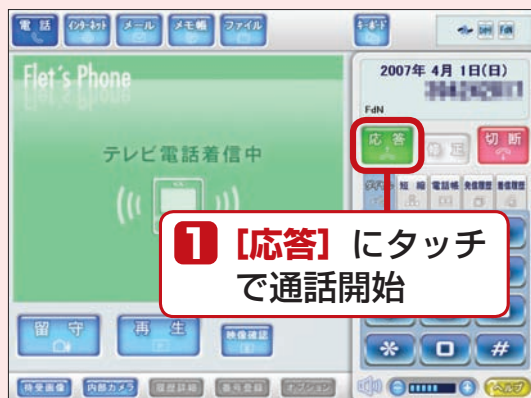 電話 インターネット メール メモ帳 ファイル キーボード
Flet's Phone
2007年 4月 1日(日)
FdN
テレビ電話着信中
応答 切断
短縮 電話帳 発信履歴 着信履歴
1 [応答] にタッチ
で通話開始
留守 再生 映像確認
* 0 #
待受画像 内部カメラ 履歴詳細 番号登録 オプション
ヘルプ